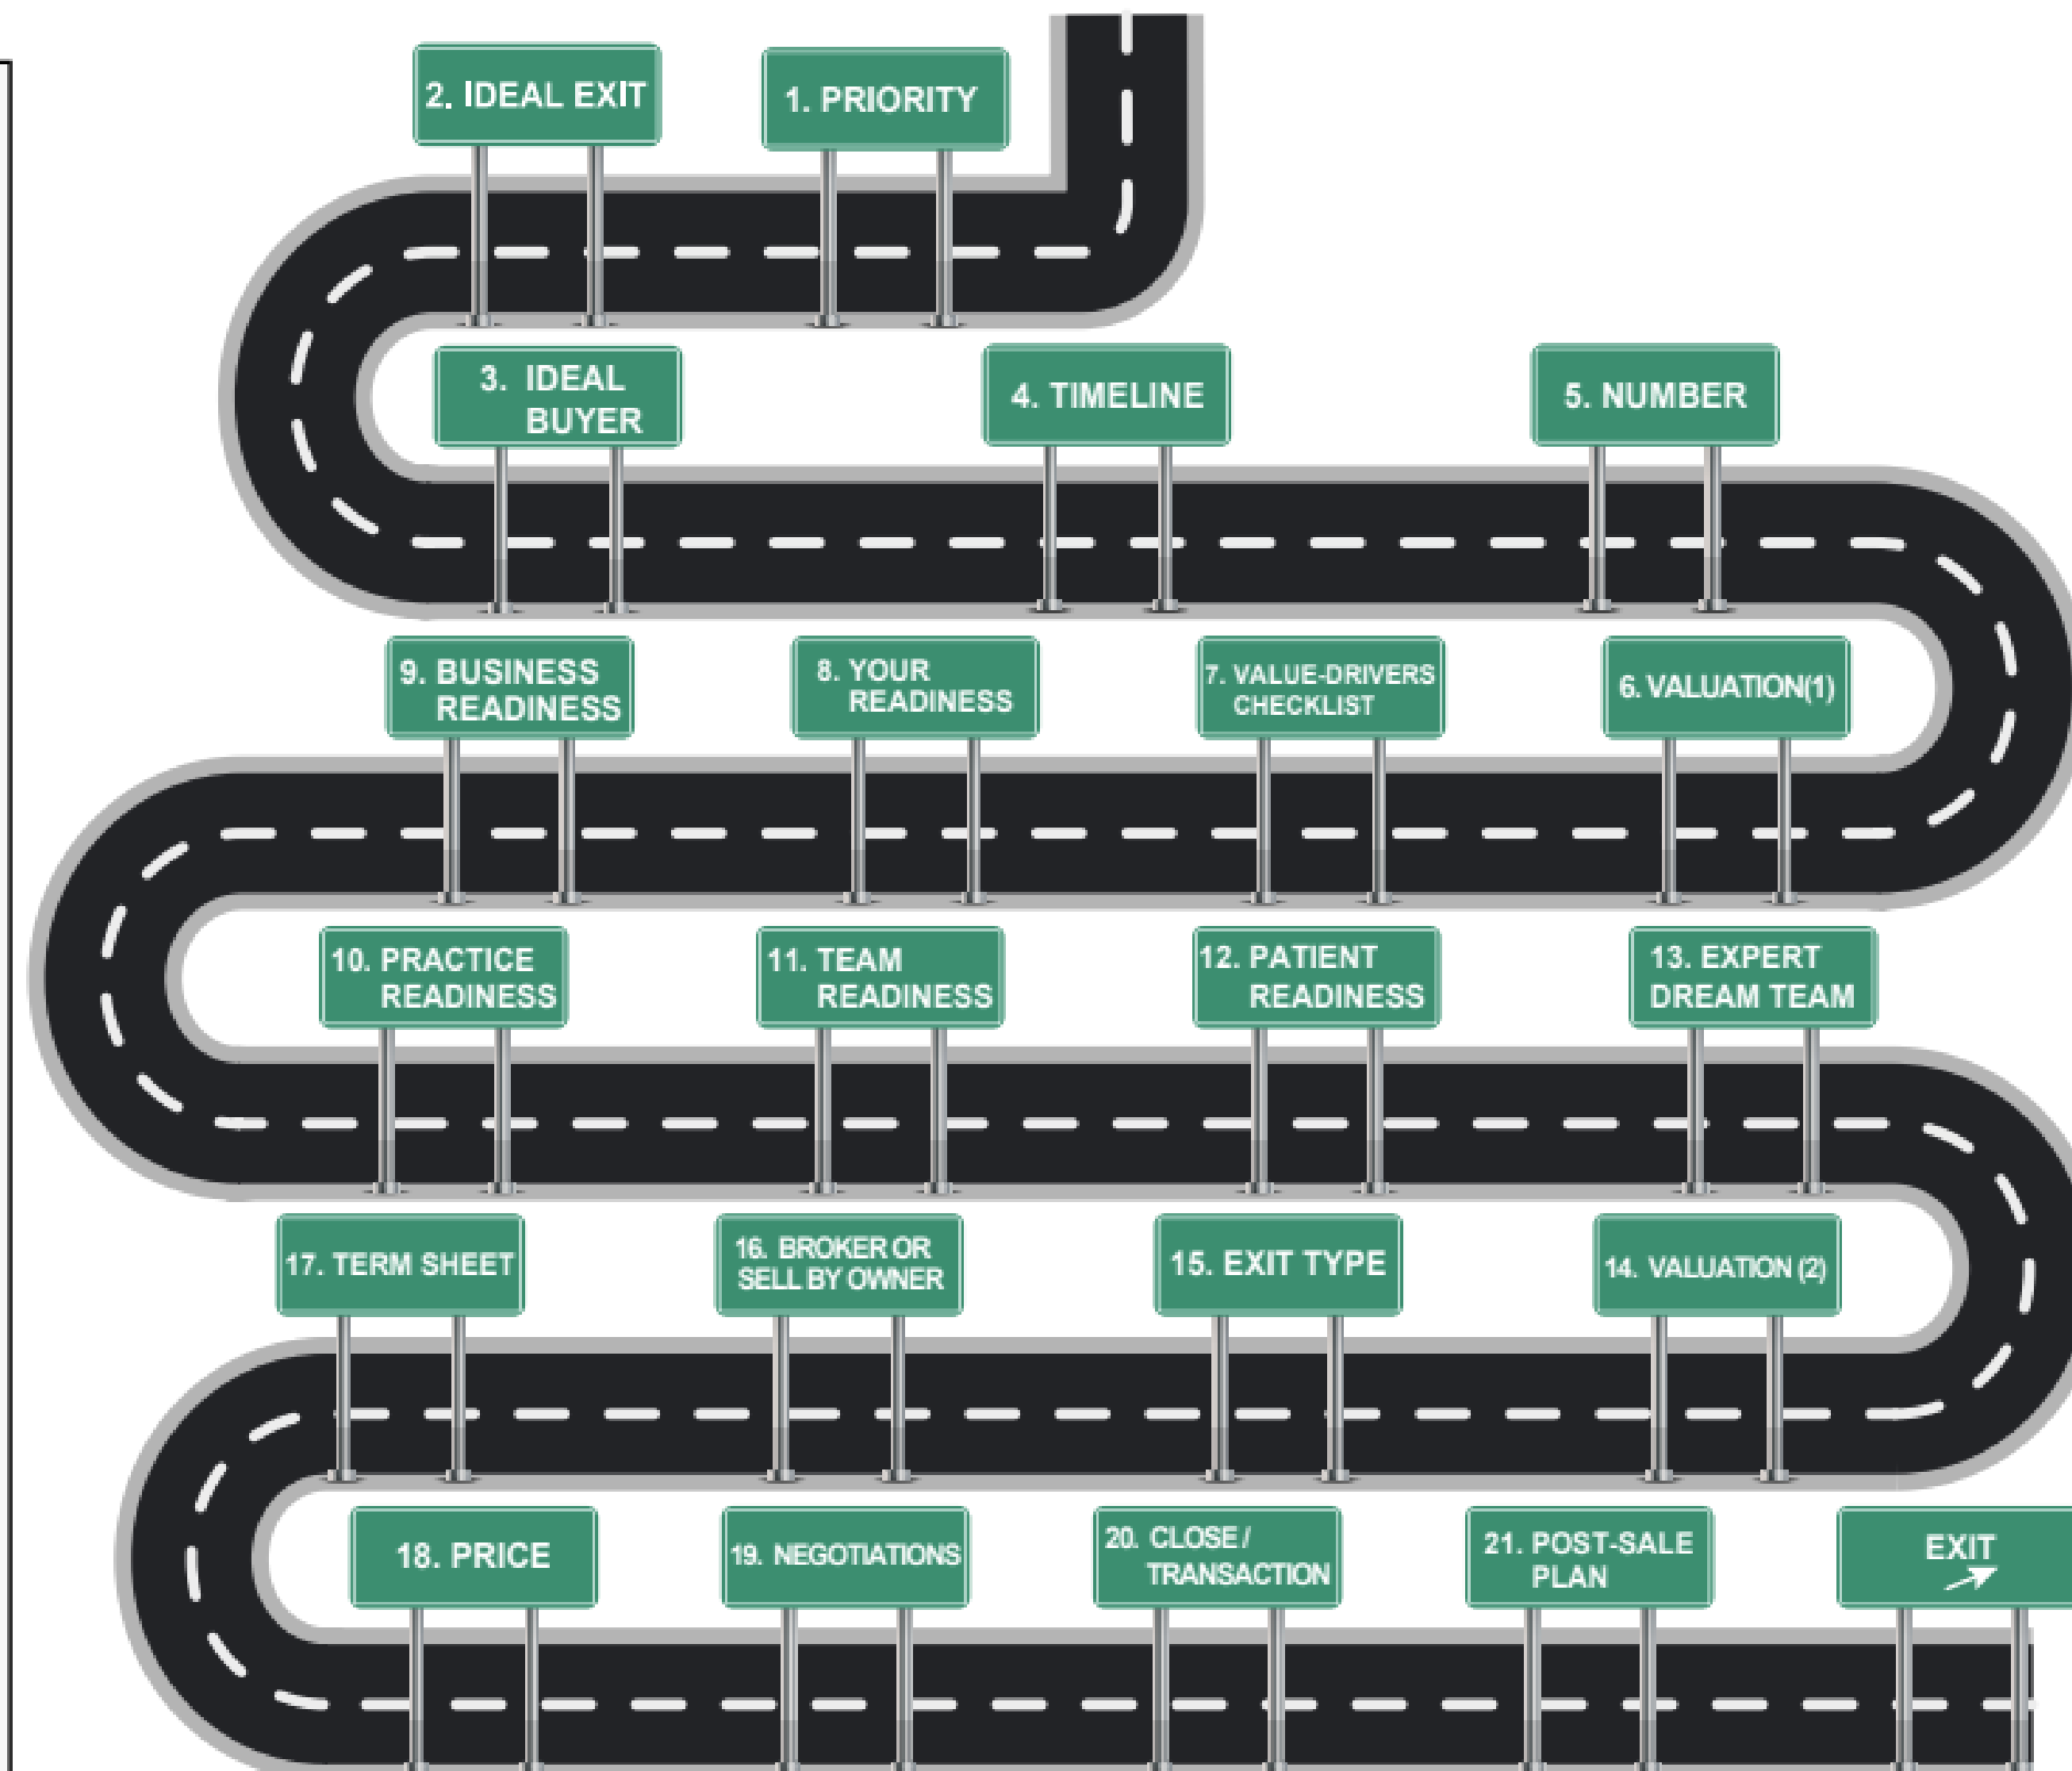 2. IDEAL EXIT
1. PRIORITY
3. IDEAL
BUYER
4. TIMELINE
5. NUMBER
9. BUSINESS
READINESS
8. YOUR
READINESS
7. VALUE-DRIVERS
CHECKLIST
6. VALUATION(1)
10. PRACTICE
READINESS
11. TEAM
READINESS
12. PATIENT
READINESS
13. EXPERT
DREAM TEAM
17. TERM SHEET
16. BROKER OR
SELL BY OWNER
15. EXIT TYPE
14. VALUATION (2)
18. PRICE
19. NEGOTIATIONS
20. CLOSE /
TRANSACTION
21. POST-SALE
PLAN
EXIT